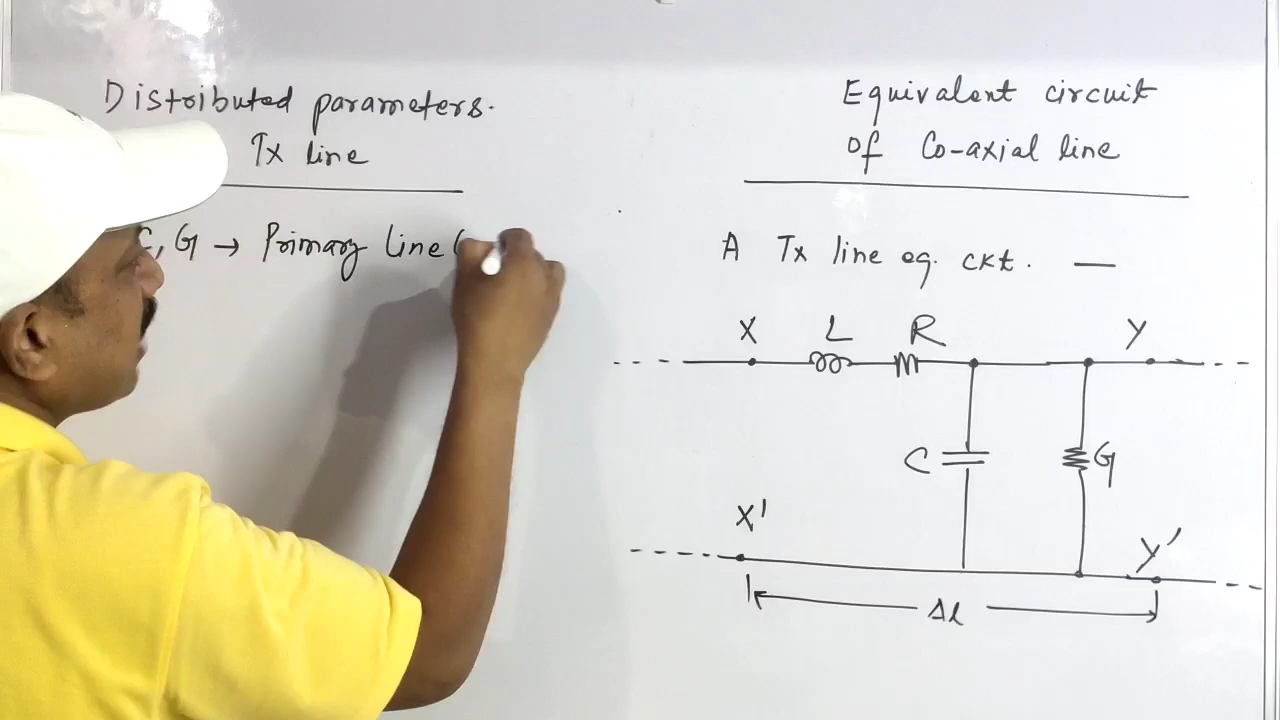 Distributed parameters.
Tx line
C, G → Primary line
Equivalent circuit
of Co-axial line
A Tx line eq. ckt. —
X L R Y
C G
X' Y'
Δl